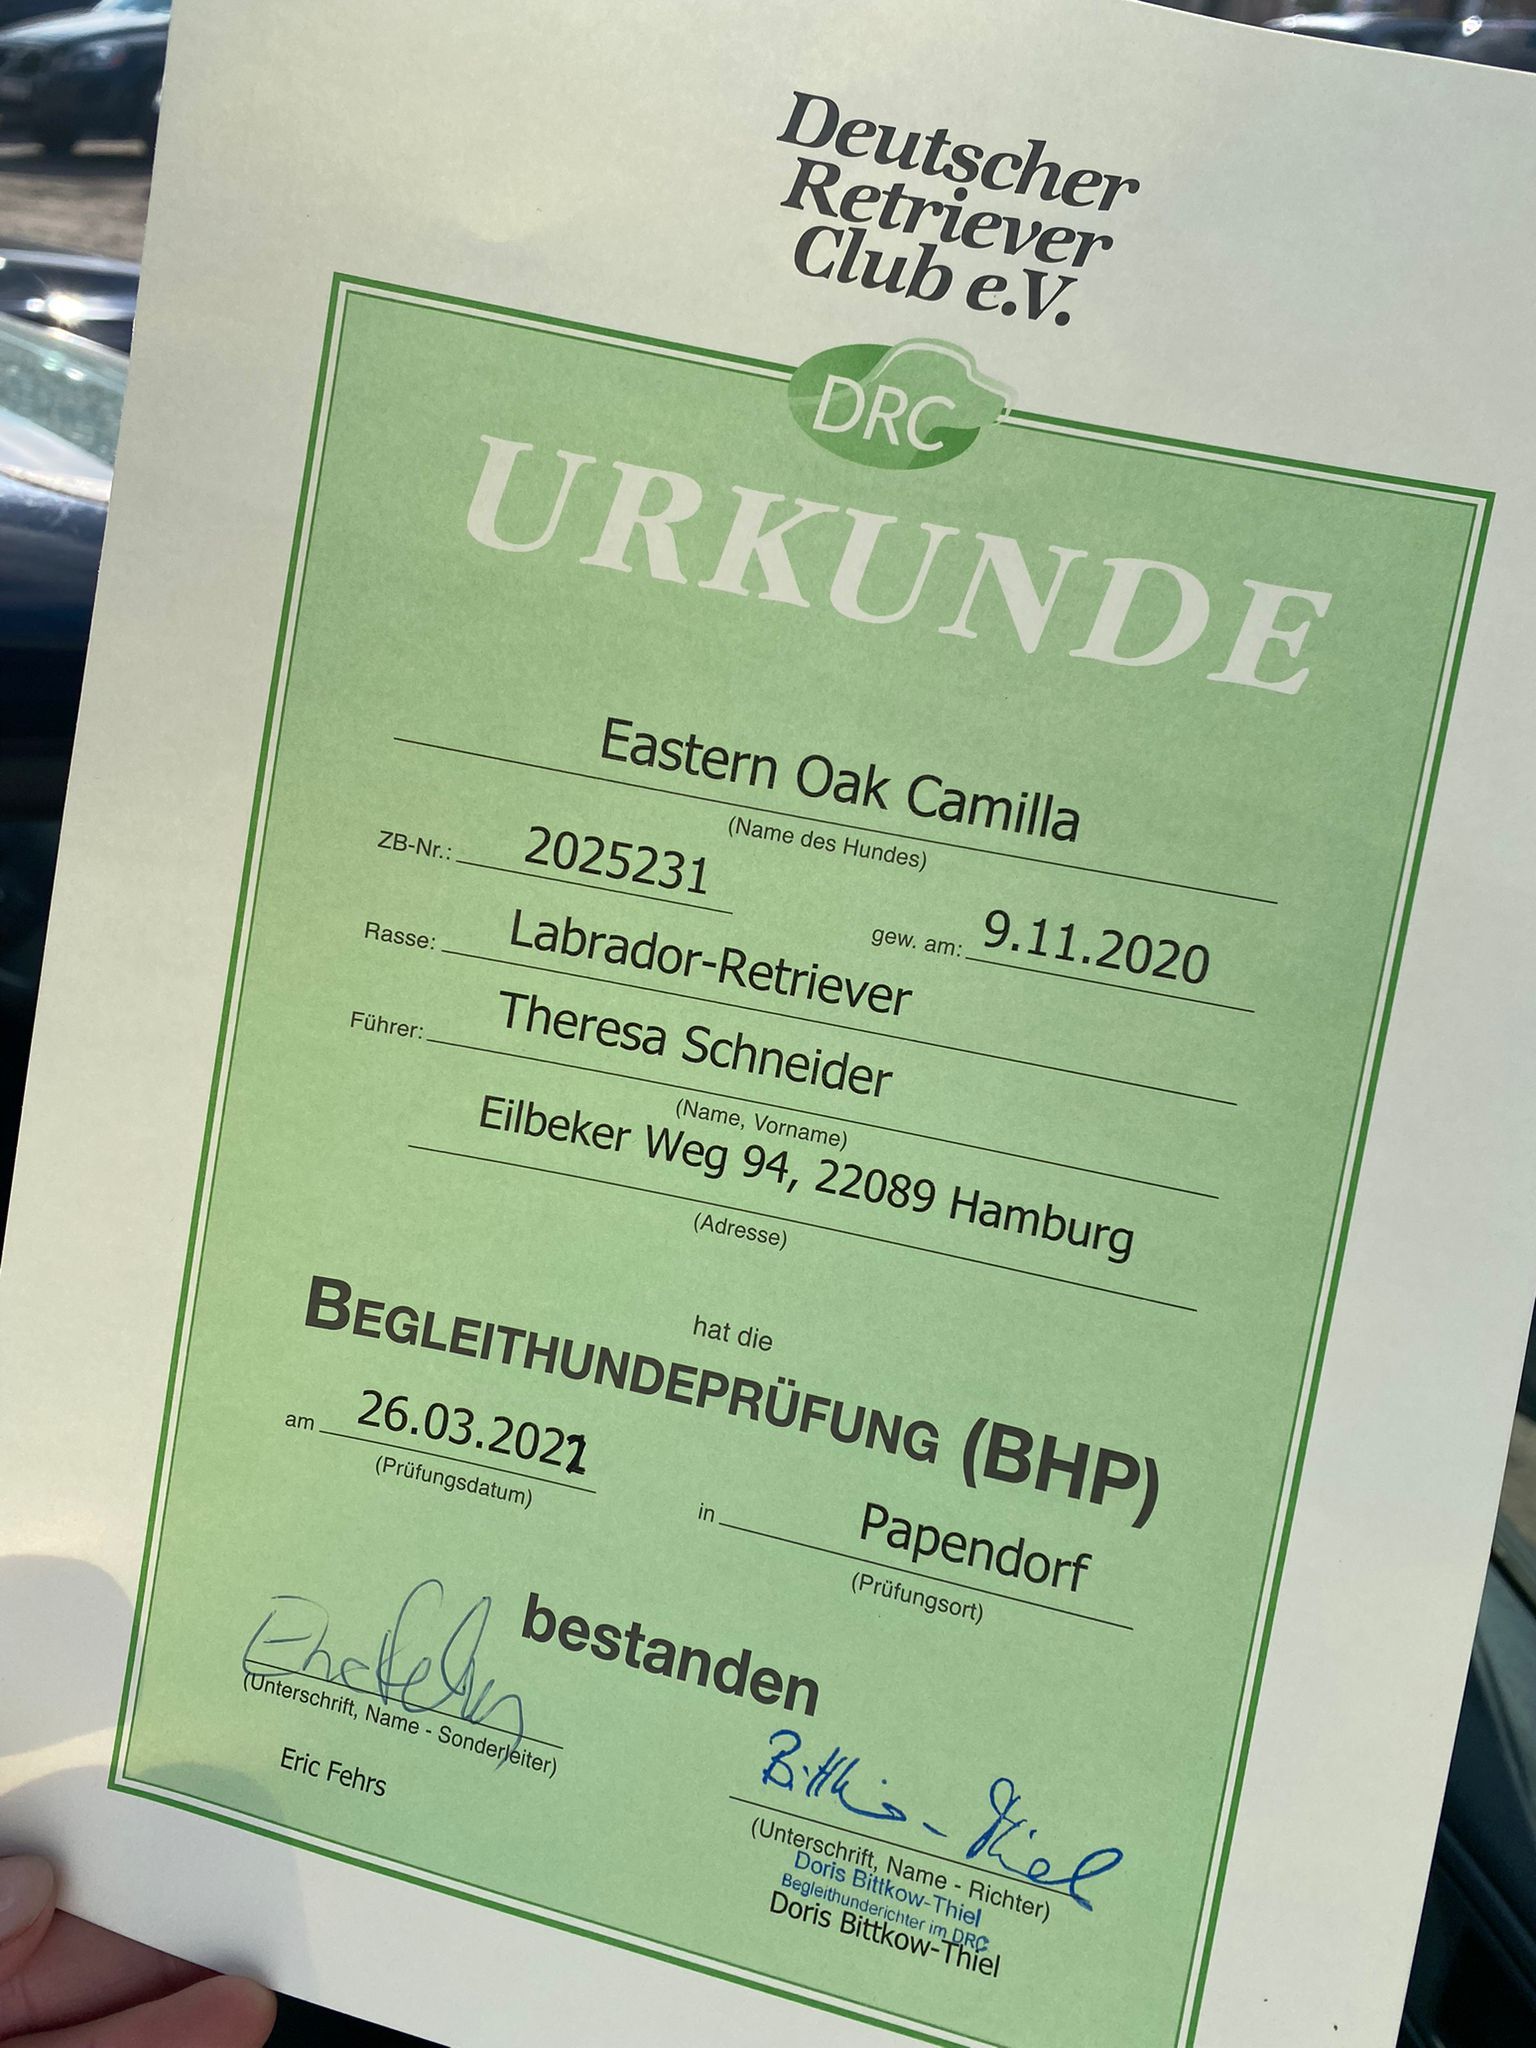 Deutscher
Retriever
Club e.V.
DRC
URKUNDE
Eastern Oak Camilla
(Name des Hundes)
ZB-Nr.: 2025231 gew. am: 9.11.2020
Rasse: Labrador-Retriever
Führer: Theresa Schneider
(Name, Vorname)
Eilbeker Weg 94, 22089 Hamburg
(Adresse)
hat die
BEGLEITHUNDEPRÜFUNG (BHP)
am 26.03.2022 in Papendorf
(Prüfungsdatum) (Prüfungsort)
bestanden
(Unterschrift, Name - Sonderleiter)
Eric Fehrs
Bittkow-Thiel
(Unterschrift, Name - Richter)
Doris Bittkow-Thiel
Begleithunderichter im DRC
Doris Bittkow-Thiel